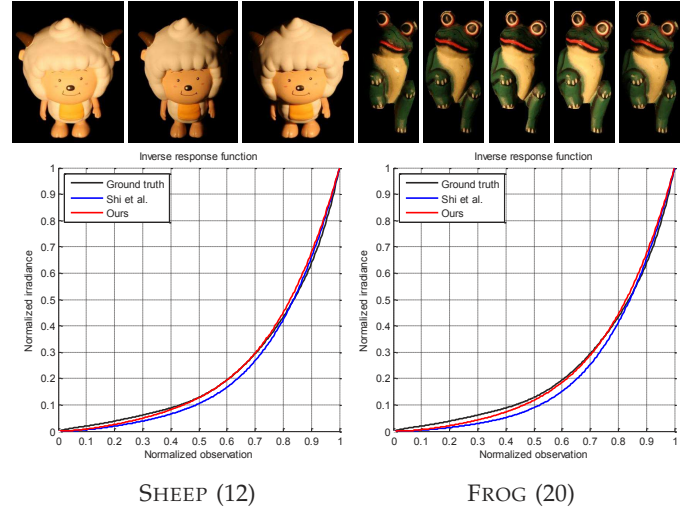 Inverse response function
Ground truth
Shi et al.
Ours
Normalized irradiance
1
0.9
0.8
0.7
0.6
0.5
0.4
0.3
0.2
0.1
0
0 0.1 0.2 0.3 0.4 0.5 0.6 0.7 0.8 0.9 1
Normalized observation
SHEEP (12)
Inverse response function
Ground truth
Shi et al.
Ours
Normalized irradiance
1
0.9
0.8
0.7
0.6
0.5
0.4
0.3
0.2
0.1
0
0 0.1 0.2 0.3 0.4 0.5 0.6 0.7 0.8 0.9 1
Normalized observation
FROG (20)